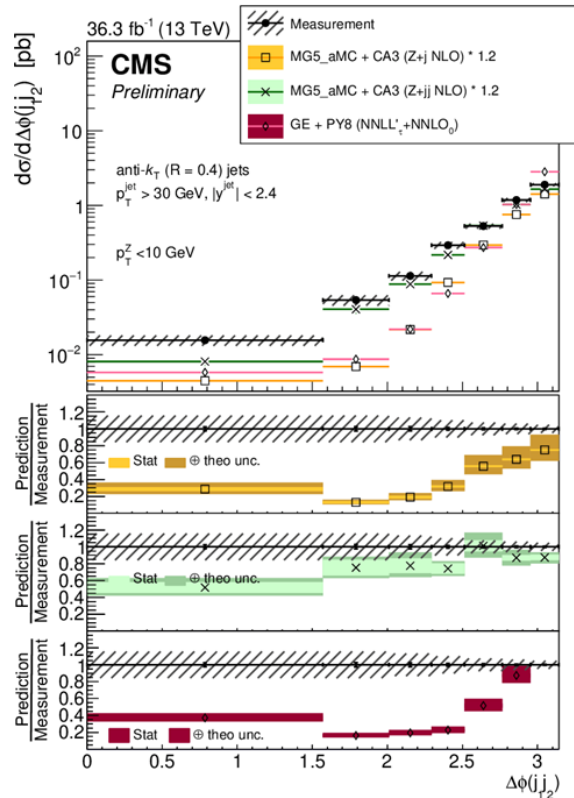 36.3 fb⁻¹ (13 TeV)
Measurement
MG5_aMC + CA3 (Z+j NLO) * 1.2
MG5_aMC + CA3 (Z+jj NLO) * 1.2
GE + PY8 (NNLL'_τ+NNLO₀)
CMS
Preliminary
anti-k_T (R = 0.4) jets
p_T^jet > 30 GeV, |y^jet| < 2.4
p_T^Z <10 GeV
dσ/dΔϕ(j₁j₂) [pb]
10²
10
1
10⁻¹
10⁻²
Prediction
Measurement
1.2
1
0.8
0.6
0.4
0.2
Stat ⊕ theo unc.
Prediction
Measurement
1.2
1
0.8
0.6
0.4
0.2
Stat ⊕ theo unc.
Prediction
Measurement
1.2
1
0.8
0.6
0.4
0.2
Stat ⊕ theo unc.
0 0.5 1 1.5 2 2.5 3
Δϕ(j₁j₂)